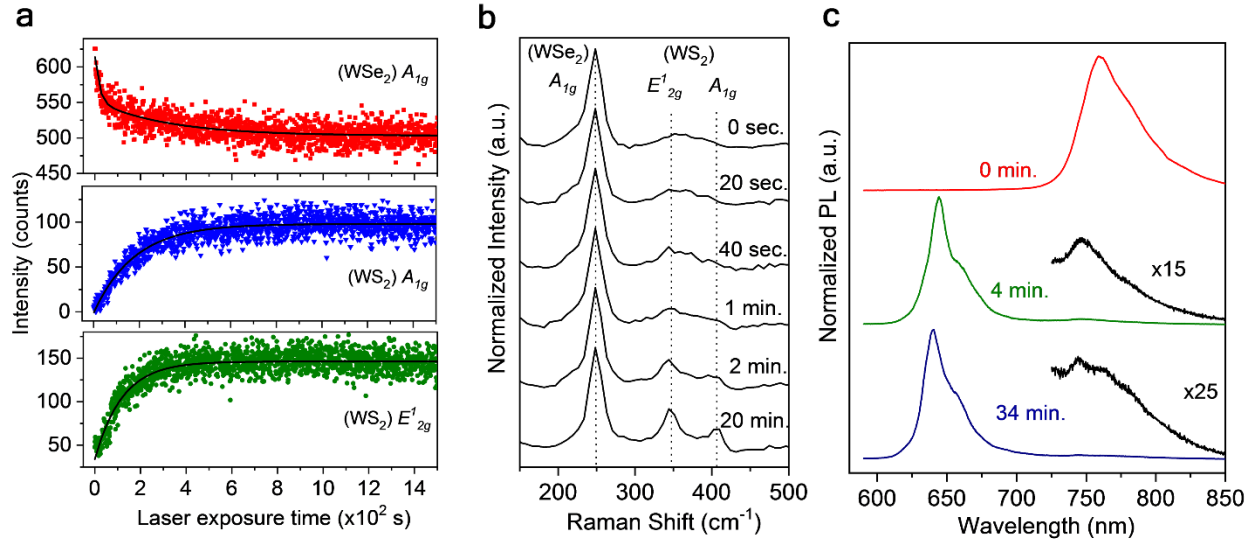 a
Intensity (counts)
600
550
500
450
(WSe₂) A₁g
100
50
0
(WS₂) A₁g
150
100
50
(WS₂) E¹₂g
0 2 4 6 8 10 12 14
Laser exposure time (x10² s)
b
Normalized Intensity (a.u.)
(WSe₂) (WS₂)
A₁g E¹₂g A₁g
0 sec.
20 sec.
40 sec.
1 min.
2 min.
20 min.
200 300 400 500
Raman Shift (cm⁻¹)
c
Normalized PL (a.u.)
0 min.
4 min.
x15
34 min.
x25
600 650 700 750 800 850
Wavelength (nm)